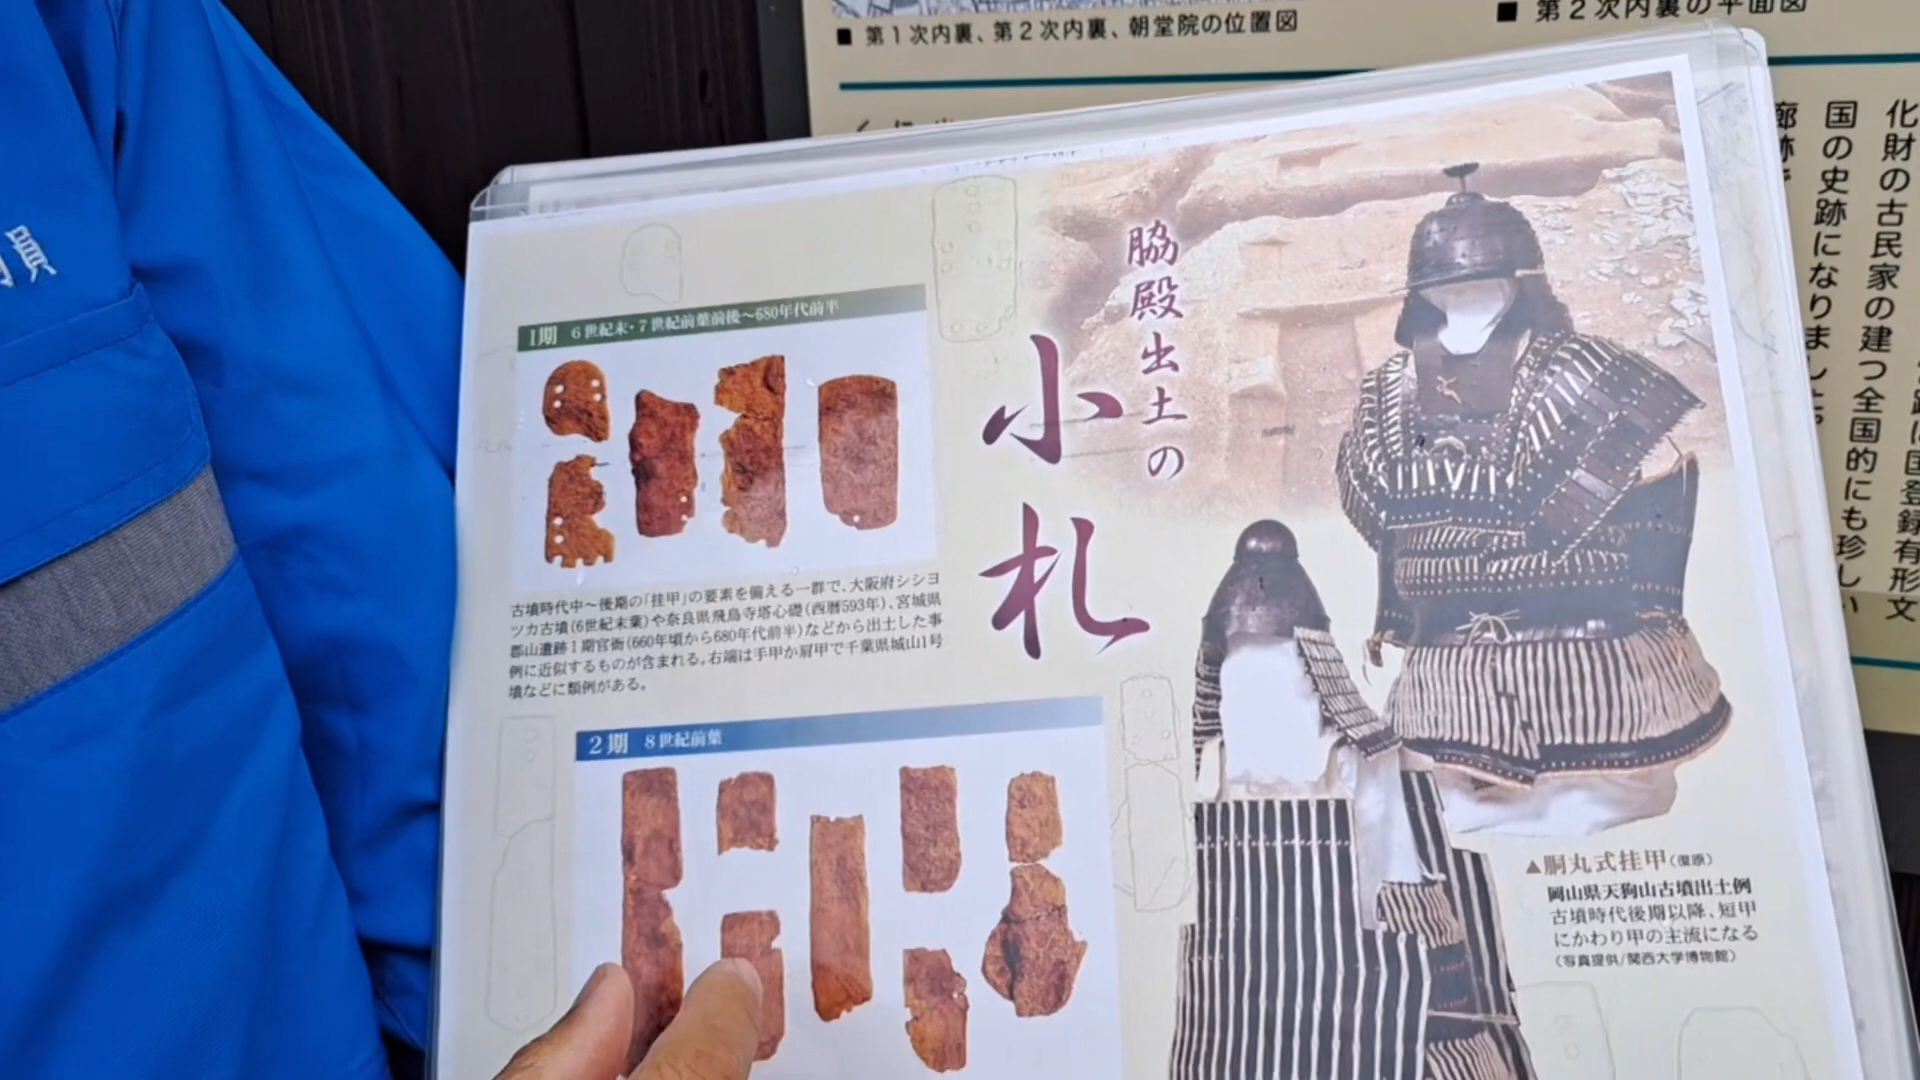 ■ 第1次内裏、第2次内裏、朝堂院の位置図
■ 第2次内裏の平面図
化財の古民家の建つ全国的にも珍しい
国の史跡になりました。
脇殿出土の
小札
1期 6世紀末・7世紀前葉前後〜680年代前半
古墳時代中〜後期の「挂甲」の要素を備える一群で、大阪府シショ
ツカ古墳(6世紀末葉)や奈良県飛鳥寺塔心礎(西暦593年)、宮城県
郡山遺跡Ⅰ期官衙(660年頃から680年代前半)などから出土した事
例に近似するものが含まれる。右端は手甲か肩甲で千葉県城山1号
墳などに類例がある。
2期 8世紀前葉
▲胴丸式挂甲(復原)
岡山県天狗山古墳出土例
古墳時代後期以降、短甲
にかわり甲の主流になる
(写真提供/関西大学博物館)